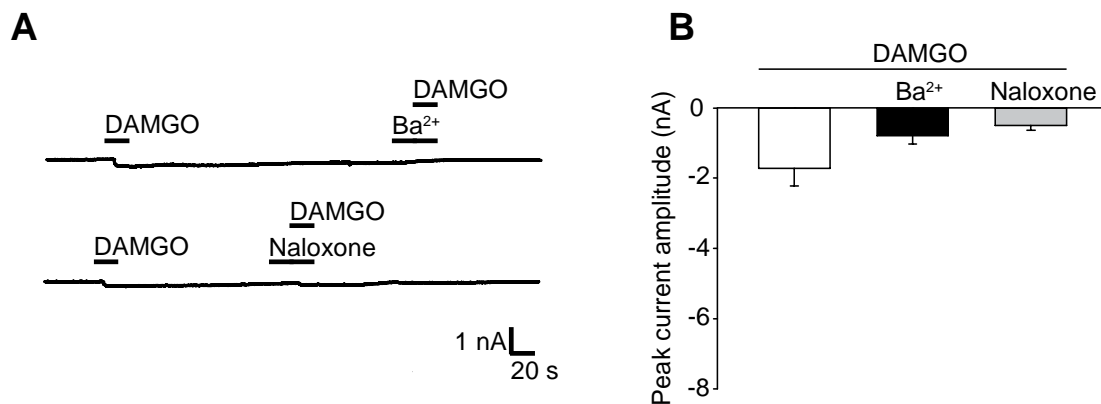 A
DAMGO
DAMGO
Ba²⁺
DAMGO
DAMGO
Naloxone
1 nA
20 s
B
DAMGO
Ba²⁺ Naloxone
Peak current amplitude (nA)
0
-2
-4
-6
-8